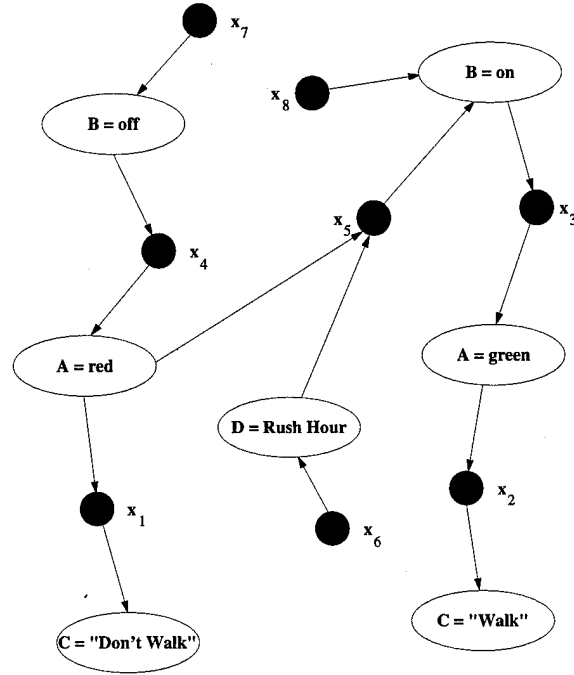 x7
B = on
x8
B = off
x5
x3
x4
A = green
A = red
D = Rush Hour
x2
x1
x6
C = "Walk"
C = "Don't Walk"